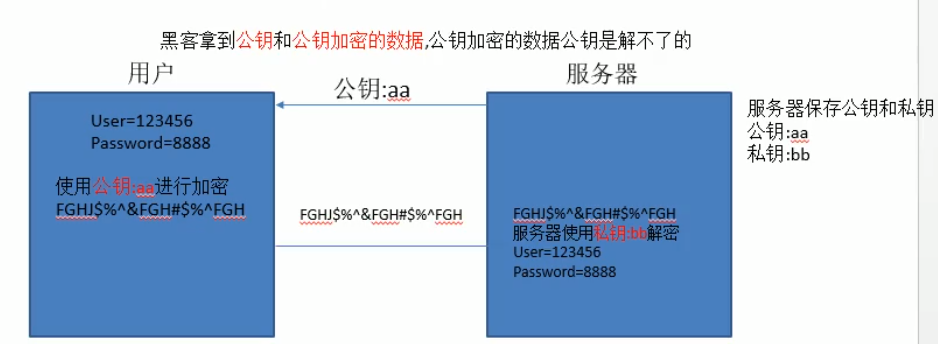 黑客拿到公钥和公钥加密的数据,公钥加密的数据公钥是解不了的
用户
公钥:aa
服务器
User=123456
Password=8888
使用公钥:aa进行加密
FGHJ$%^&FGH#$%^FGH
FGHJ$%^&FGH#$%^FGH
FGHJ$%^&FGH#$%^FGH
服务器使用私钥:bb解密
User=123456
Password=8888
服务器保存公钥和私钥
公钥:aa
私钥:bb